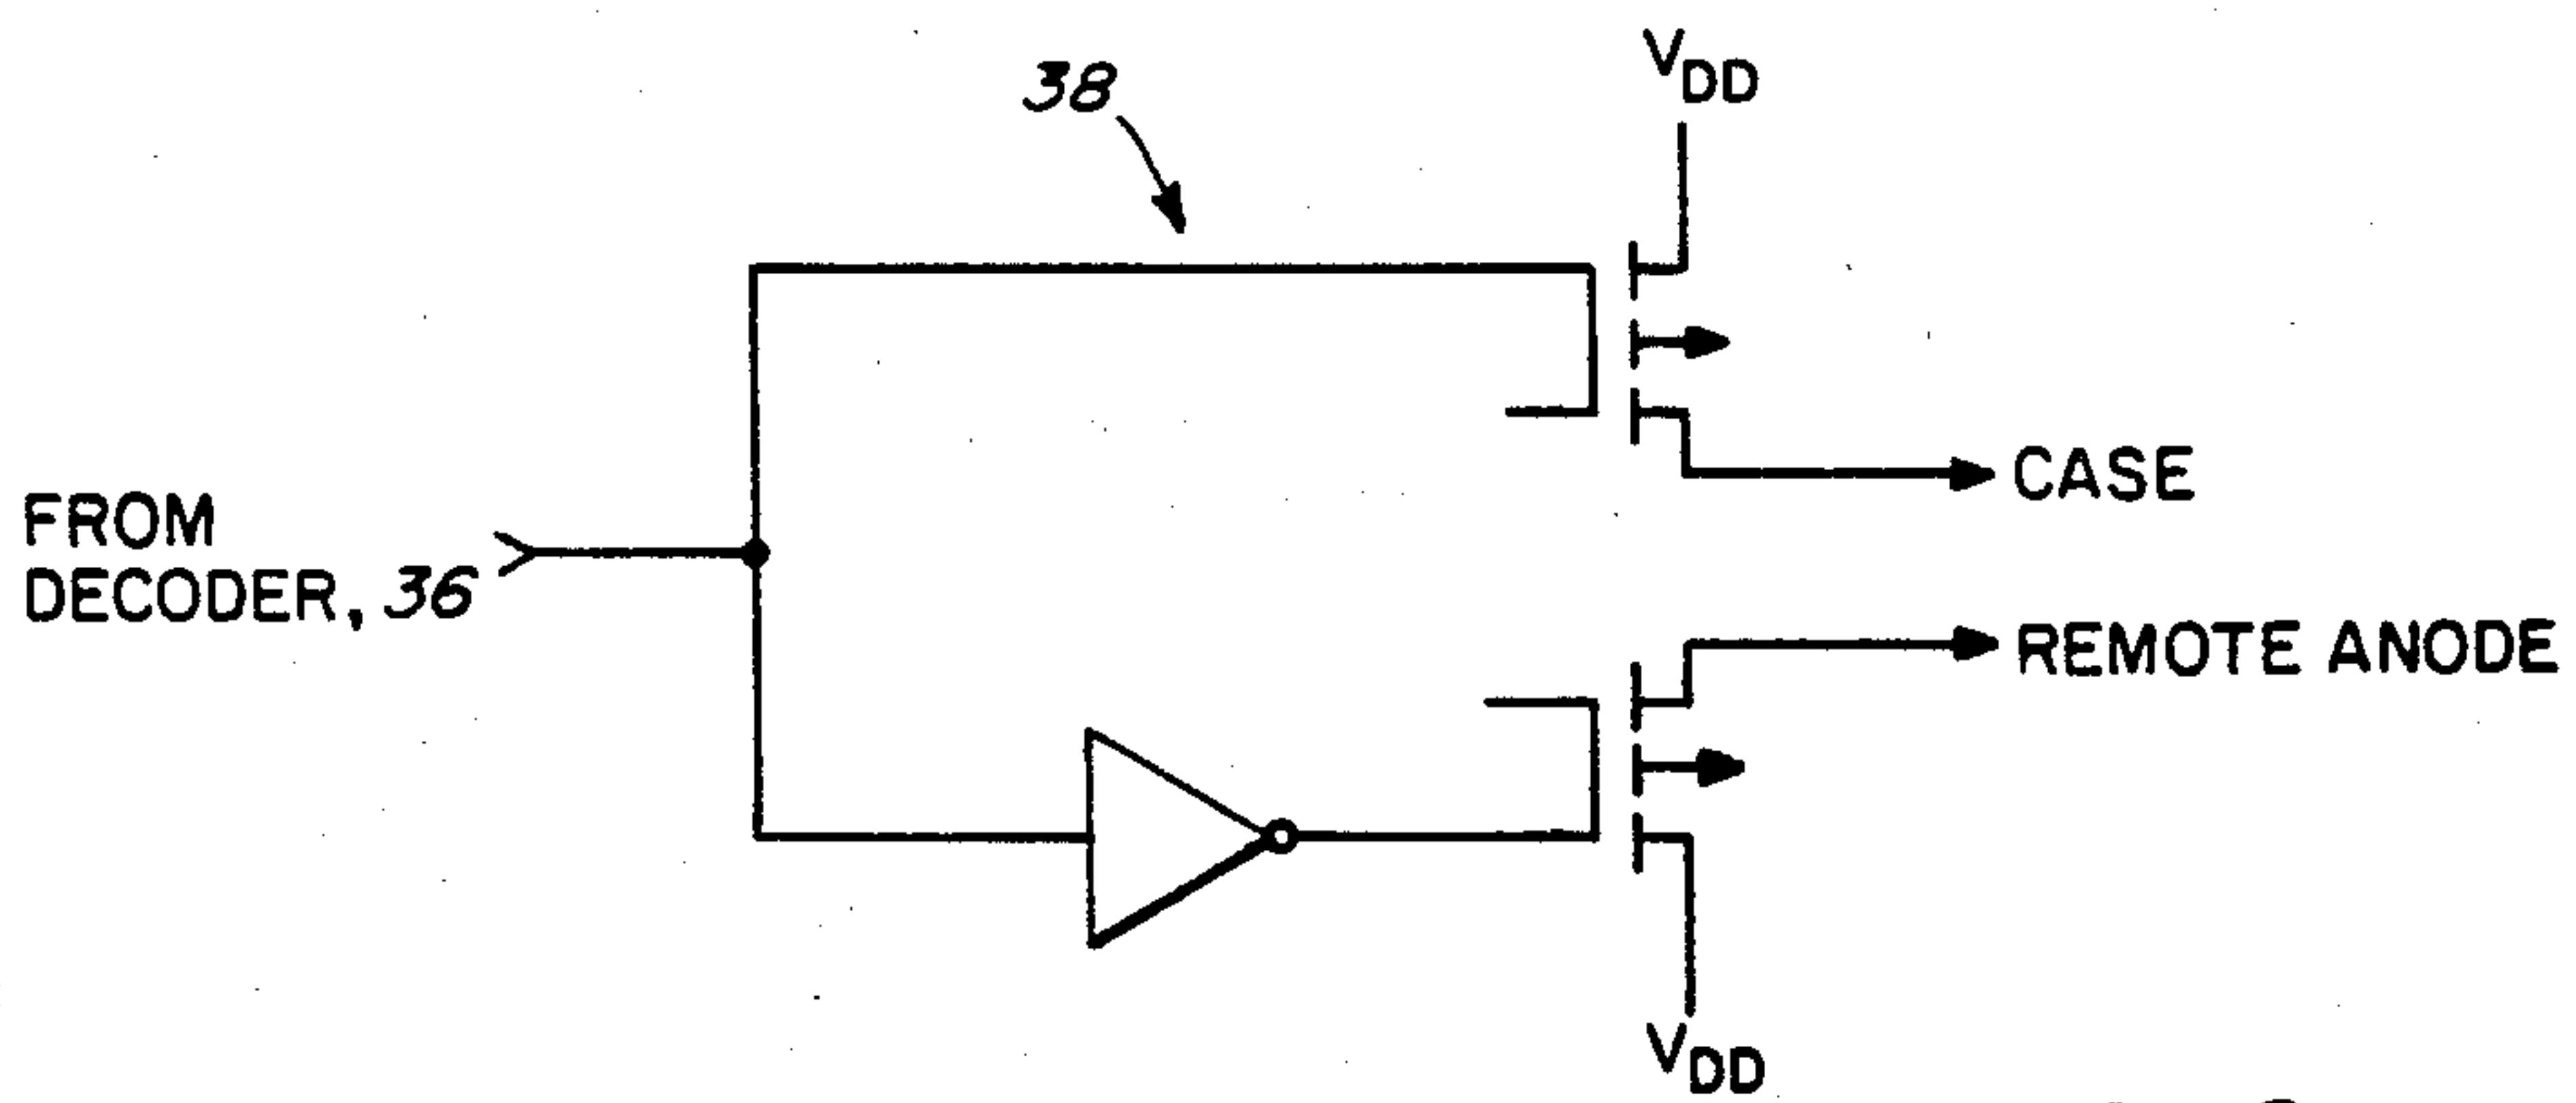 38
VDD
CASE
FROM
DECODER, 36
REMOTE ANODE
VDD